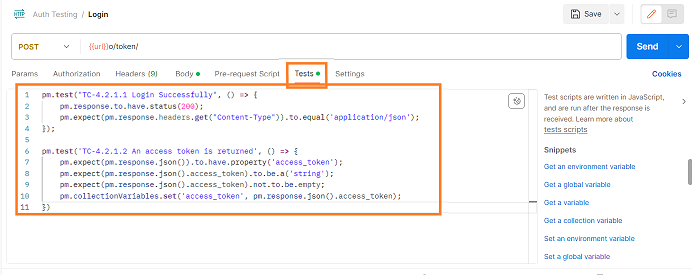 HTTP Auth Testing / Login Save
POST {{url}}o/token/ Send
Params Authorization Headers (9) Body Pre-request Script Tests Settings Cookies
1 pm.test("TC-4.2.1.1 Login Successfully", () => {
2 pm.response.to.have.status(200);
3 pm.expect(pm.response.headers.get("Content-Type")).to.equal('application/json');
4 });
5
6 pm.test('TC-4.2.1.2 An access token is returned', () => {
7 pm.expect(pm.response.json()).to.have.property('access_token');
8 pm.expect(pm.response.json().access_token).to.be.a('string');
9 pm.expect(pm.response.json().access_token).not.to.be.empty;
10 pm.collectionVariables.set('access_token', pm.response.json().access_token);
11 })
Test scripts are written in JavaScript,
and are run after the response is
received. Learn more about
tests scripts
Snippets
Get an environment variable
Get a global variable
Get a variable
Get a collection variable
Set an environment variable
Set a global variable